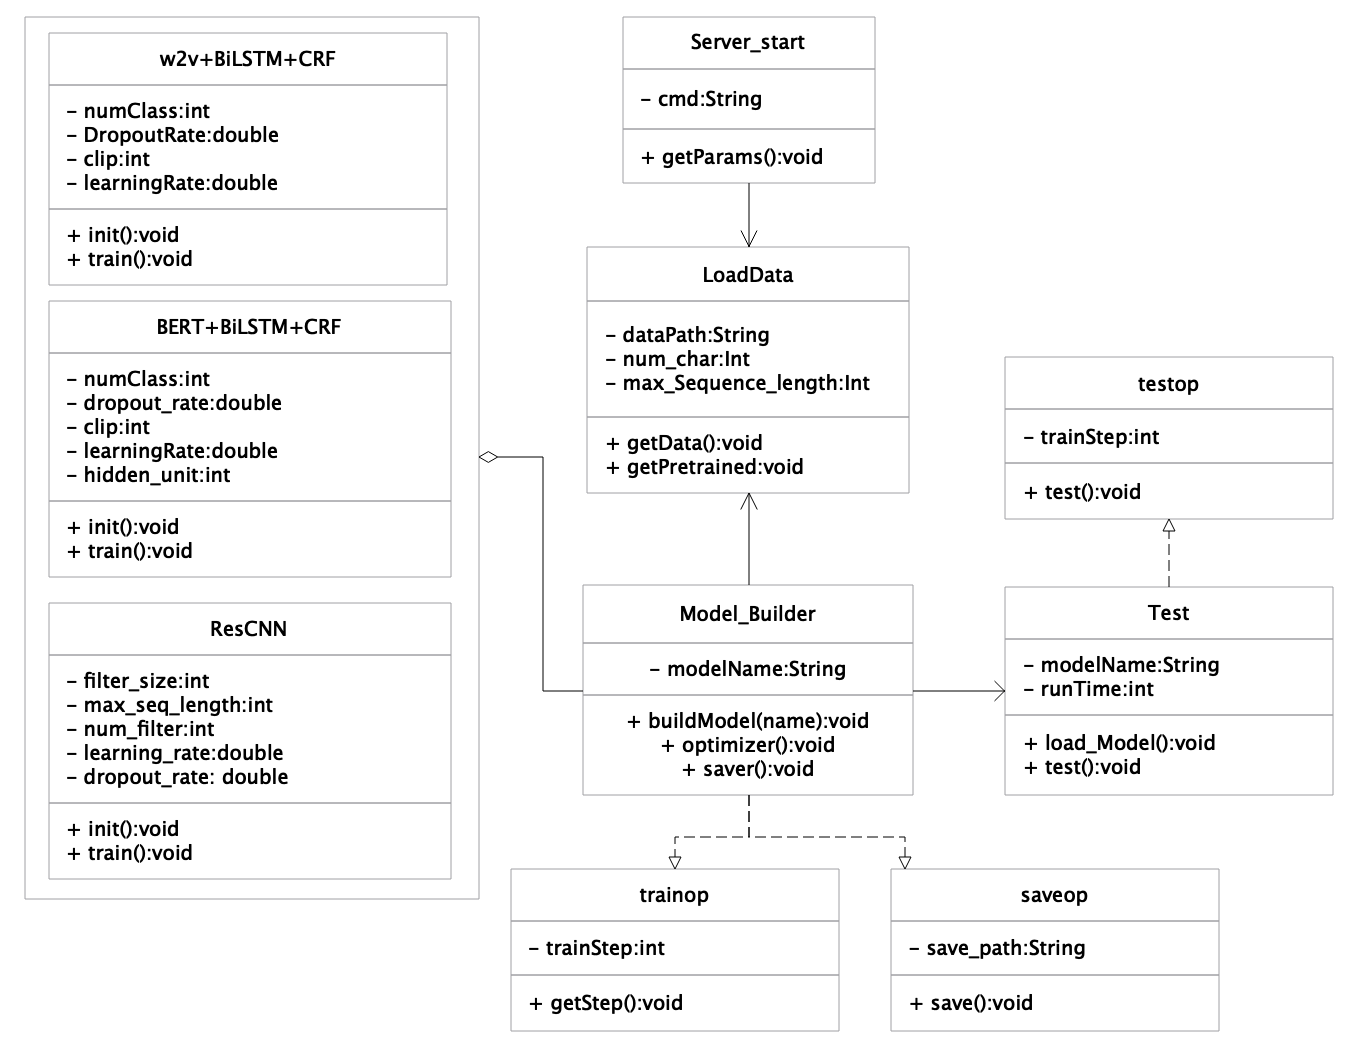 w2v+BiLSTM+CRF
- numClass:int
- DropoutRate:double
- clip:int
- learningRate:double
+ init():void
+ train():void
BERT+BiLSTM+CRF
- numClass:int
- dropout_rate:double
- clip:int
- learningRate:double
- hidden_unit:int
+ init():void
+ train():void
ResCNN
- filter_size:int
- max_seq_length:int
- num_filter:int
- learning_rate:double
- dropout_rate: double
+ init():void
+ train():void
Server_start
- cmd:String
+ getParams():void
LoadData
- dataPath:String
- num_char:Int
- max_Sequence_length:Int
+ getData():void
+ getPretrained:void
Model_Builder
- modelName:String
+ buildModel(name):void
+ optimizer():void
+ saver():void
testop
- trainStep:int
+ test():void
Test
- modelName:String
- runTime:int
+ load_Model():void
+ test():void
trainop
- trainStep:int
+ getStep():void
saveop
- save_path:String
+ save():void